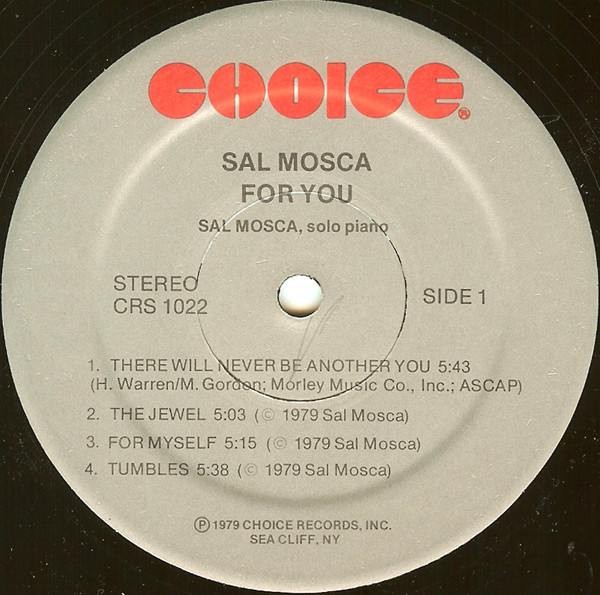 CHOICE®
SAL MOSCA
FOR YOU
SAL MOSCA, solo piano
STEREO
CRS 1022
SIDE 1
1. THERE WILL NEVER BE ANOTHER YOU 5:43
(H. Warren/M. Gordon; Morley Music Co., Inc.; ASCAP)
2. THE JEWEL 5:03 (© 1979 Sal Mosca)
3. FOR MYSELF 5:15 (© 1979 Sal Mosca)
4. TUMBLES 5:38 (© 1979 Sal Mosca)
℗ 1979 CHOICE RECORDS, INC.
SEA CLIFF, NY